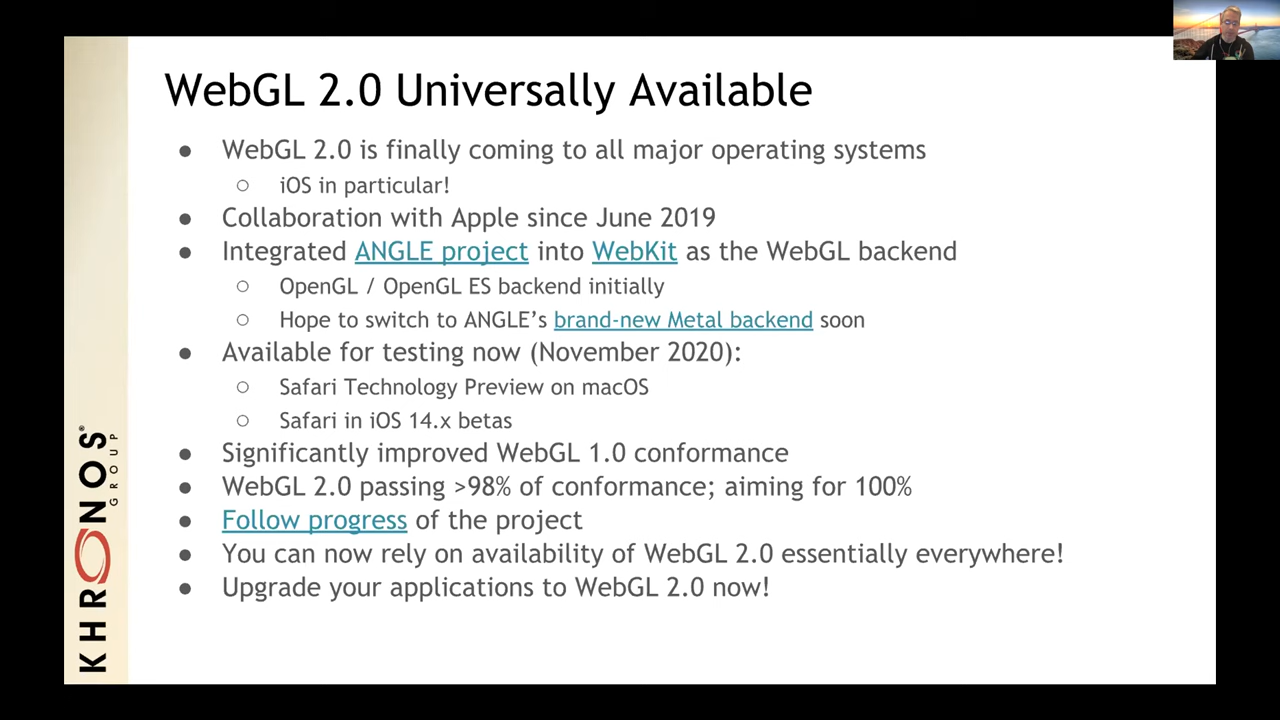 WebGL 2.0 Universally Available
● WebGL 2.0 is finally coming to all major operating systems
○ iOS in particular!
● Collaboration with Apple since June 2019
● Integrated ANGLE project into WebKit as the WebGL backend
○ OpenGL / OpenGL ES backend initially
○ Hope to switch to ANGLE’s brand-new Metal backend soon
● Available for testing now (November 2020):
○ Safari Technology Preview on macOS
○ Safari in iOS 14.x betas
● Significantly improved WebGL 1.0 conformance
● WebGL 2.0 passing >98% of conformance; aiming for 100%
● Follow progress of the project
● You can now rely on availability of WebGL 2.0 essentially everywhere!
● Upgrade your applications to WebGL 2.0 now!
KHRONOS®
GROUP